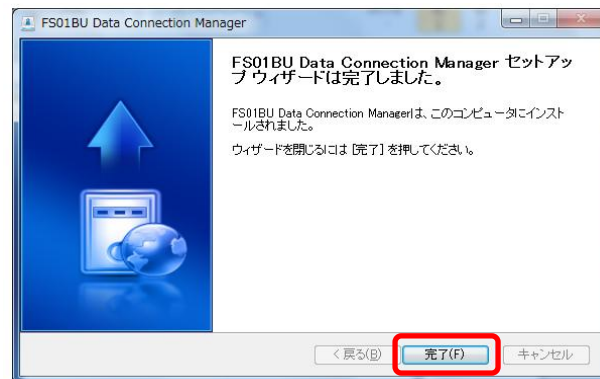 FS01BU Data Connection Manager
FS01BU Data Connection Manager セットアッ
プ ウィザードは完了しました。
FS01BU Data Connection Managerは、このコンピュータにインスト
ールされました。
ウィザードを閉じるには [完了] を押してください。
< 戻る(B)
完了(F)
キャンセル